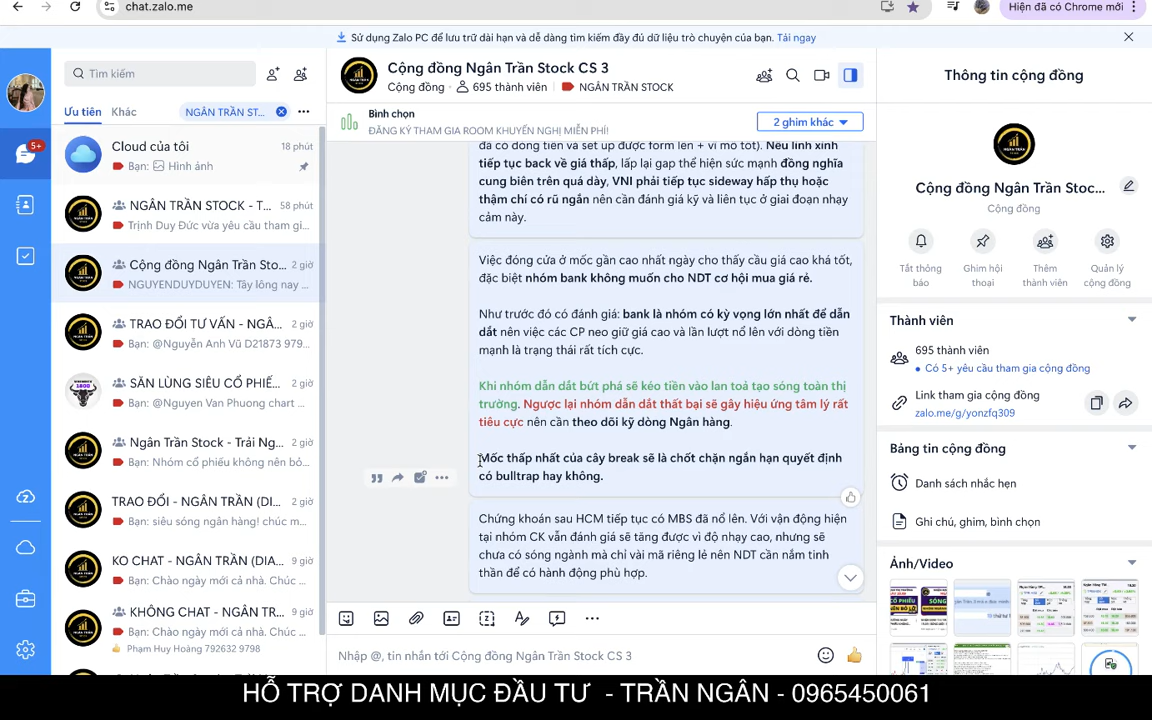 chat.zalo.me
Hiện đã có Chrome mới
Sử dụng Zalo PC để lưu trữ dài hạn và dễ dàng tìm kiếm đầy đủ dữ liệu trò chuyện của bạn. Tải ngay
Tìm kiếm
Ưu tiên
Khác
NGÂN TRẦN ST...
Cloud của tôi
18 phút
Bạn: Hình ảnh
NGÂN TRẦN STOCK - T...
58 phút
Trịnh Duy Đức vừa yêu cầu tham gi...
Cộng đồng Ngân Trần Sto...
2 giờ
NGUYENDUYDUYEN: Tây lông nay ...
TRAO ĐỔI TƯ VẤN - NGÂ...
2 giờ
Bạn: @Nguyễn Anh Vũ D21873 979...
SĂN LÙNG SIÊU CỔ PHIẾ...
2 giờ
Bạn: @Nguyen Van Phuong chart ...
Ngân Trần Stock - Trải Ng...
2 giờ
Bạn: Nhóm cổ phiếu không nên bỏ...
TRAO ĐỔI - NGÂN TRẦN (DI...
9 giờ
Bạn: siêu sóng ngân hàng! chúc m...
KO CHAT - NGÂN TRẦN (DIA...
9 giờ
Bạn: Chào ngày mới cả nhà. Chúc ...
KHÔNG CHAT - NGÂN TR...
9 giờ
Bạn: Chào ngày mới cả nhà. Chúc ...
Phạm Huy Hoàng 792632 9798
5+
Cộng đồng Ngân Trần Stock CS 3
Cộng đồng
695 thành viên
NGÂN TRẦN STOCK
Bình chọn
ĐĂNG KÝ THAM GIA ROOM KHUYẾN NGHỊ MIỄN PHÍ!
2 ghim khác
đã có dòng tiền và set up được form lên + vi mô tốt). Nếu lình xình
tiếp tục back về giá thấp, lấp lại gap thể hiện sức mạnh đồng nghĩa
cung biên trên quá dày, VNI phải tiếp tục sideway hấp thụ hoặc
thậm chí có rũ ngắn nên cần đánh giá kỹ và liên tục ở giai đoạn nhạy
cảm này.
Việc đóng cửa ở mốc gần cao nhất ngày cho thấy cầu giá cao khá tốt,
đặc biệt nhóm bank không muốn cho NDT cơ hội mua giá rẻ.
Như trước đó có đánh giá: bank là nhóm có kỳ vọng lớn nhất để dẫn
dắt nên việc các CP neo giữ giá cao và lần lượt nổ lên với dòng tiền
mạnh là trạng thái rất tích cực.
Khi nhóm dẫn dắt bứt phá sẽ kéo tiền vào lan toả tạo sóng toàn thị
trường. Ngược lại nhóm dẫn dắt thất bại sẽ gây hiệu ứng tâm lý rất
tiêu cực nên cần theo dõi kỹ dòng Ngân hàng.
Mốc thấp nhất của cây break sẽ là chốt chặn ngắn hạn quyết định
có bulltrap hay không.
Chứng khoán sau HCM tiếp tục có MBS đã nổ lên. Với vận động hiện
tại nhóm CK vẫn đánh giá sẽ tăng được vì độ nhạy cao, nhưng sẽ
chưa có sóng ngành mà chỉ vài mã riêng lẻ nên NDT cần nắm tình
thần để có hành động phù hợp.
Nhập @, tin nhắn tới Cộng đồng Ngân Trần Stock CS 3
Thông tin cộng đồng
Cộng đồng Ngân Trần Stoc...
Cộng đồng
Tắt thông
báo
Ghim hội
thoại
Thêm
thành viên
Quản lý
cộng đồng
Thành viên
695 thành viên
Có 5+ yêu cầu tham gia cộng đồng
Link tham gia cộng đồng
zalo.me/g/yonzfq309
Bảng tin cộng đồng
Danh sách nhắc hẹn
Ghi chú, ghim, bình chọn
Ảnh/Video
HỖ TRỢ DANH MỤC ĐẦU TƯ - TRẦN NGÂN - 0965450061